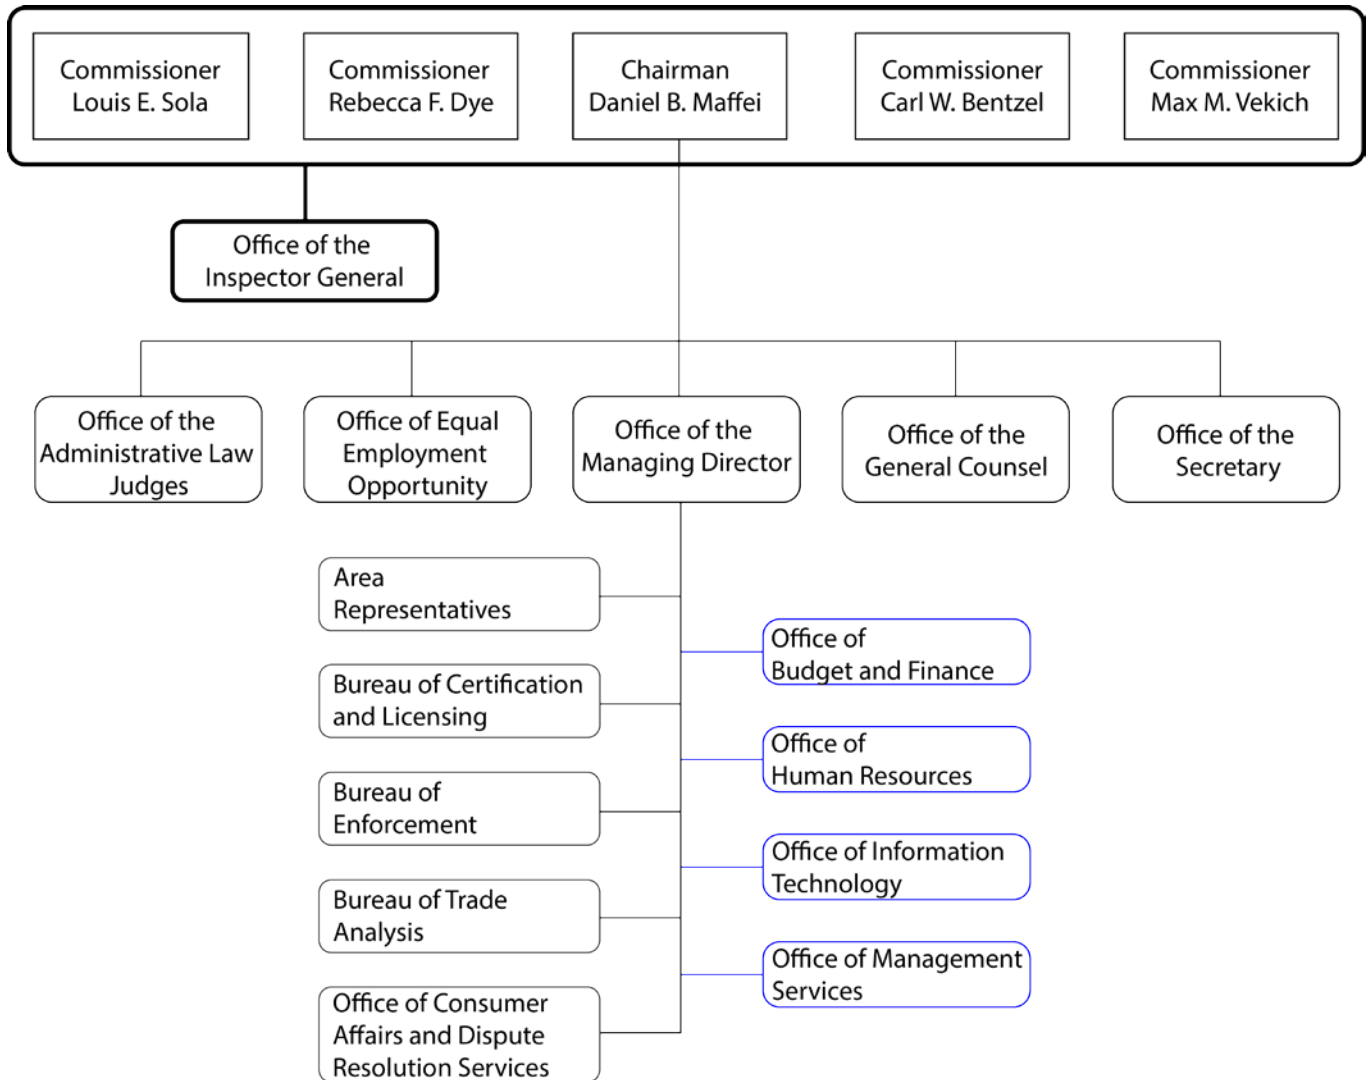 Commissioner
Louis E. Sola
Commissioner
Rebecca F. Dye
Chairman
Daniel B. Maffei
Commissioner
Carl W. Bentzel
Commissioner
Max M. Vekich
Office of the
Inspector General
Office of the
Administrative Law
Judges
Office of Equal
Employment
Opportunity
Office of the
Managing Director
Office of the
General Counsel
Office of the
Secretary
Area
Representatives
Office of
Budget and Finance
Bureau of Certification
and Licensing
Office of
Human Resources
Bureau of
Enforcement
Office of Information
Technology
Bureau of Trade
Analysis
Office of Management
Services
Office of Consumer
Affairs and Dispute
Resolution Services